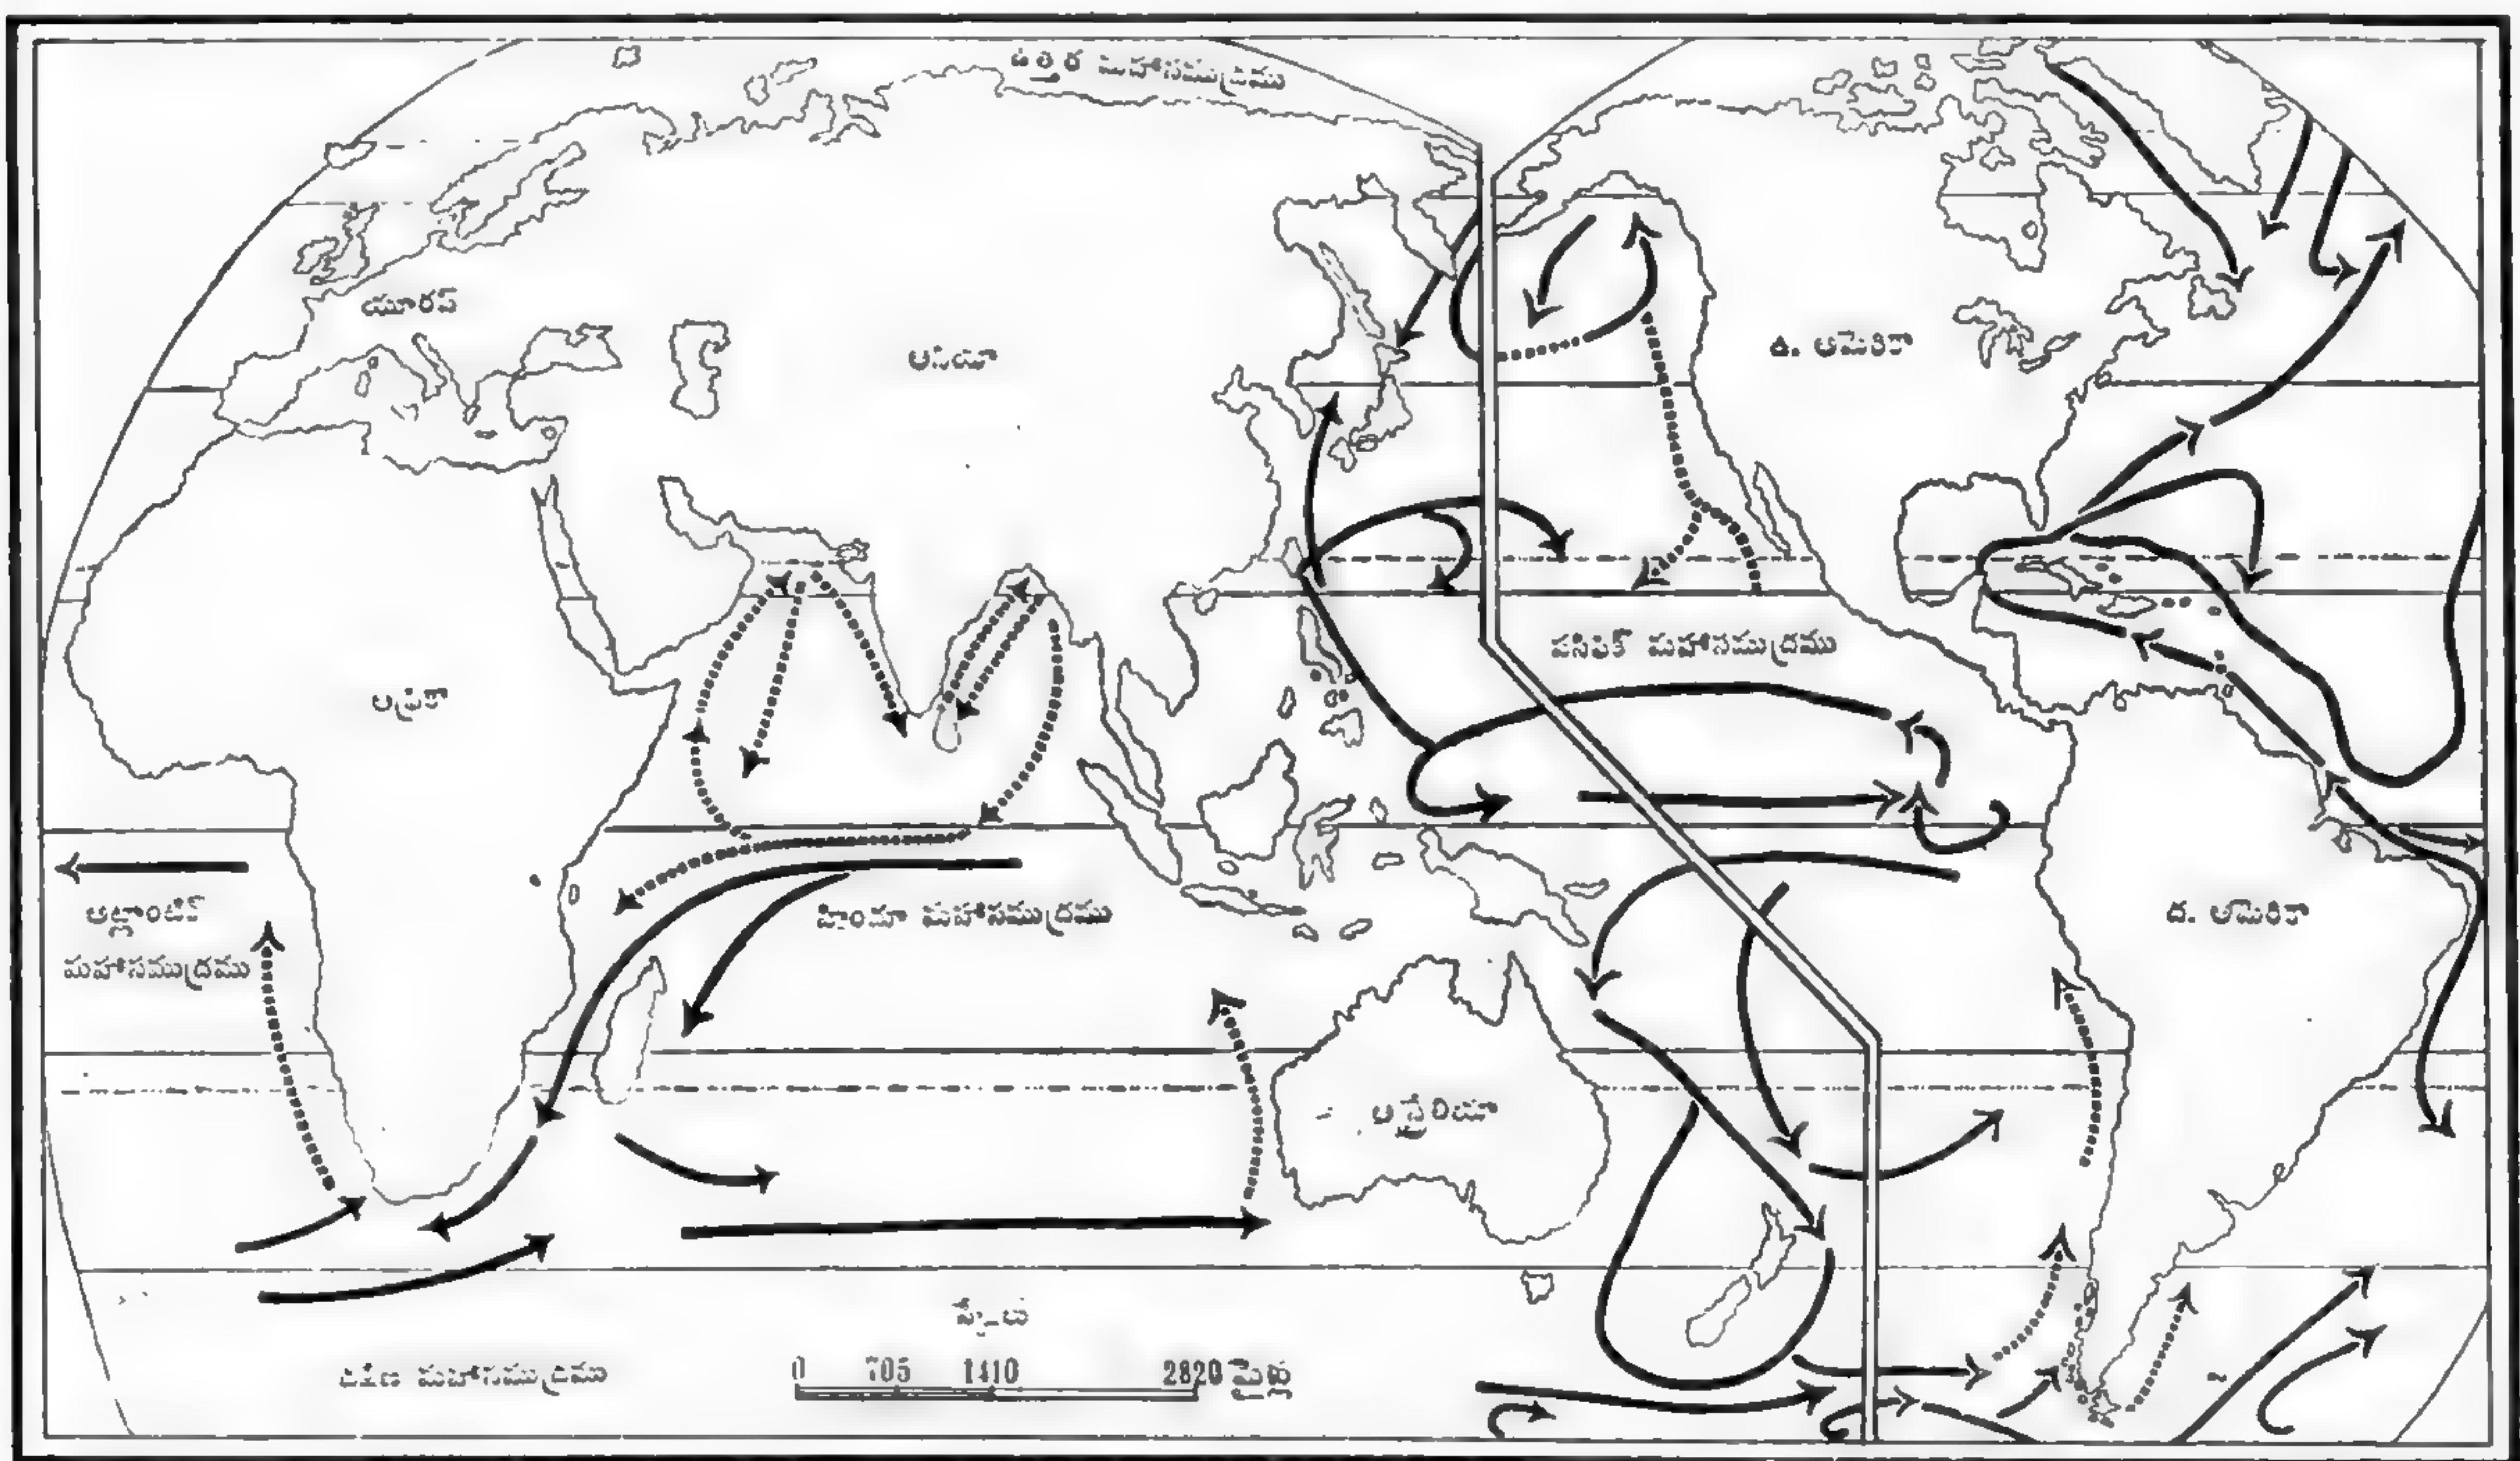 ఉత్తర మహాసముద్రము
యూరప్
ఆసియా
ఉ. అమెరికా
పసిఫిక్ మహాసముద్రము
ఆఫ్రికా
అట్లాంటిక్
మహాసముద్రము
హిందూ మహాసముద్రము
ద. అమెరికా
ఆస్ట్రేలియా
స్కేలు
దక్షిణ మహాసముద్రము
0 705 1410 2820 మైళ్లు